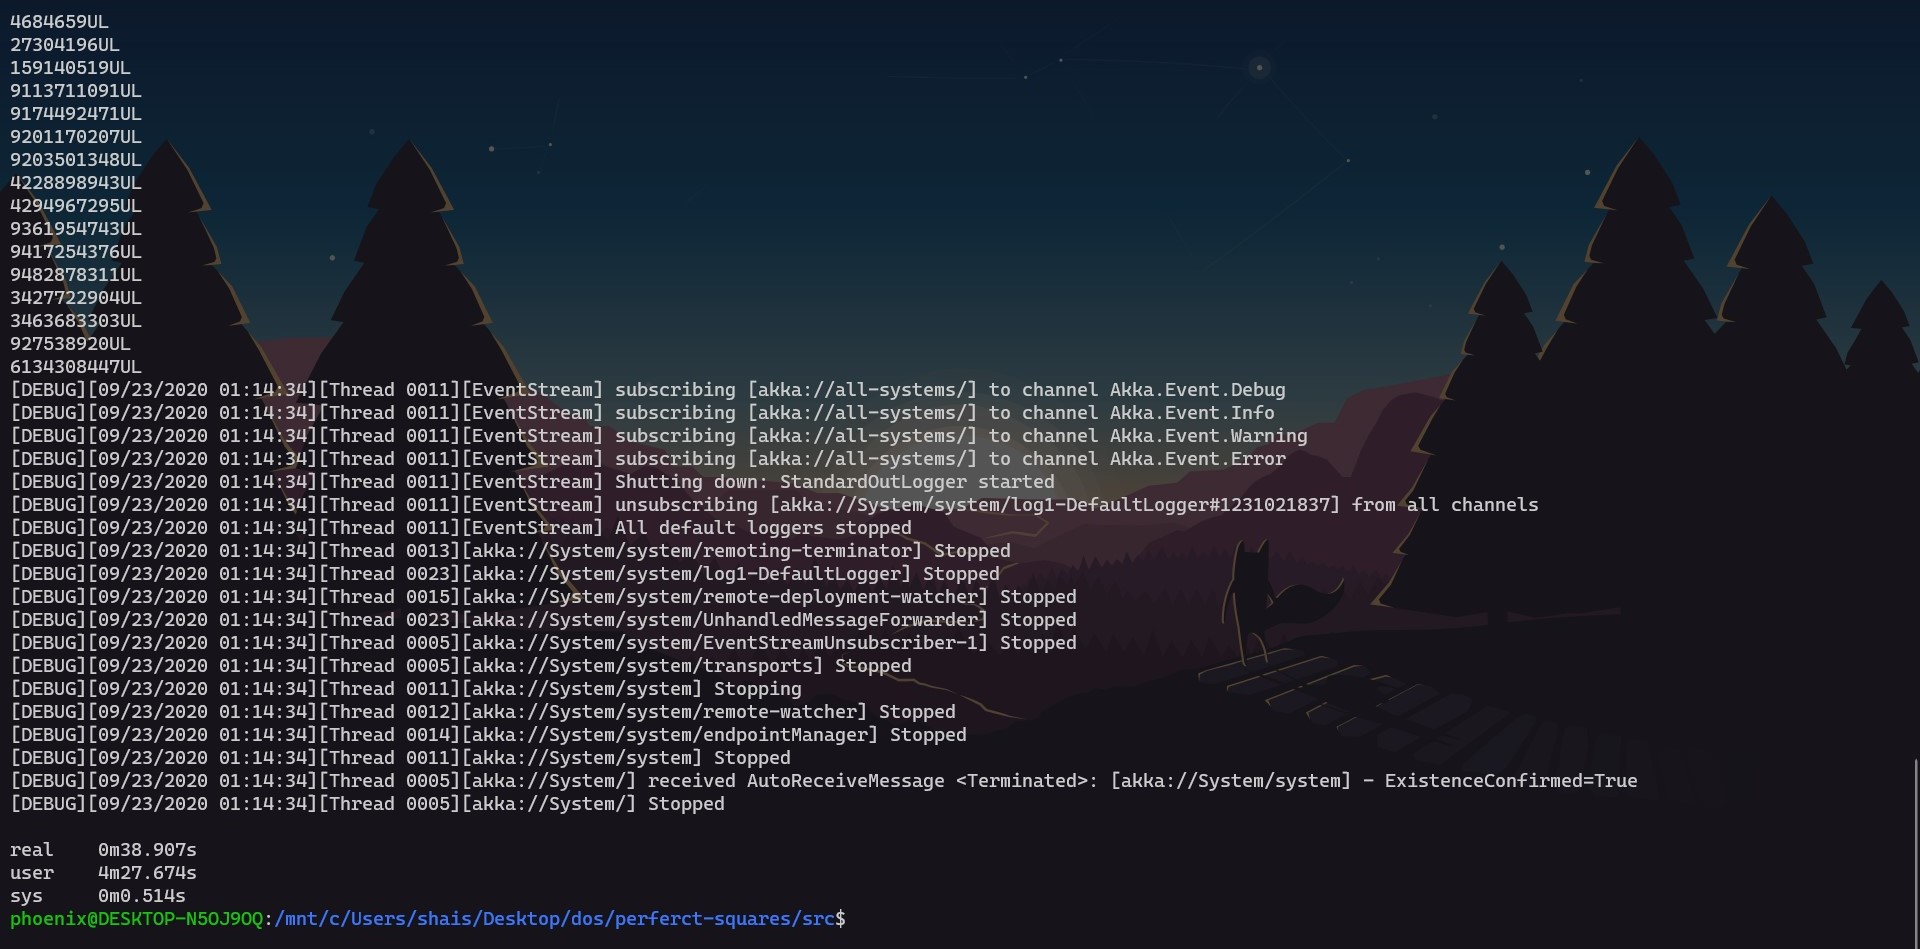 4684659UL
27304196UL
159140519UL
9113711091UL
9174492471UL
9201170207UL
9203501348UL
4228898943UL
4294967295UL
9361954743UL
9417254376UL
9482878311UL
3427722904UL
3463683303UL
927538920UL
6134308447UL
[DEBUG][09/23/2020 01:14:34][Thread 0011][EventStream] subscribing [akka://all-systems/] to channel Akka.Event.Debug
[DEBUG][09/23/2020 01:14:34][Thread 0011][EventStream] subscribing [akka://all-systems/] to channel Akka.Event.Info
[DEBUG][09/23/2020 01:14:34][Thread 0011][EventStream] subscribing [akka://all-systems/] to channel Akka.Event.Warning
[DEBUG][09/23/2020 01:14:34][Thread 0011][EventStream] subscribing [akka://all-systems/] to channel Akka.Event.Error
[DEBUG][09/23/2020 01:14:34][Thread 0011][EventStream] Shutting down: StandardOutLogger started
[DEBUG][09/23/2020 01:14:34][Thread 0011][EventStream] unsubscribing [akka://System/system/log1-DefaultLogger#1231021837] from all channels
[DEBUG][09/23/2020 01:14:34][Thread 0011][EventStream] All default loggers stopped
[DEBUG][09/23/2020 01:14:34][Thread 0013][akka://System/system/remoting-terminator] Stopped
[DEBUG][09/23/2020 01:14:34][Thread 0023][akka://System/system/log1-DefaultLogger] Stopped
[DEBUG][09/23/2020 01:14:34][Thread 0015][akka://System/system/remote-deployment-watcher] Stopped
[DEBUG][09/23/2020 01:14:34][Thread 0023][akka://System/system/UnhandledMessageForwarder] Stopped
[DEBUG][09/23/2020 01:14:34][Thread 0005][akka://System/system/EventStreamUnsubscriber-1] Stopped
[DEBUG][09/23/2020 01:14:34][Thread 0005][akka://System/system/transports] Stopped
[DEBUG][09/23/2020 01:14:34][Thread 0011][akka://System/system] Stopping
[DEBUG][09/23/2020 01:14:34][Thread 0012][akka://System/system/remote-watcher] Stopped
[DEBUG][09/23/2020 01:14:34][Thread 0014][akka://System/system/endpointManager] Stopped
[DEBUG][09/23/2020 01:14:34][Thread 0011][akka://System/system] Stopped
[DEBUG][09/23/2020 01:14:34][Thread 0005][akka://System/] received AutoReceiveMessage <Terminated>: [akka://System/system] - ExistenceConfirmed=True
[DEBUG][09/23/2020 01:14:34][Thread 0005][akka://System/] Stopped
real 0m38.907s
user 4m27.674s
sys 0m0.514s
phoenix@DESKTOP-N5OJ9OQ:/mnt/c/Users/shais/Desktop/dos/perferct-squares/src$